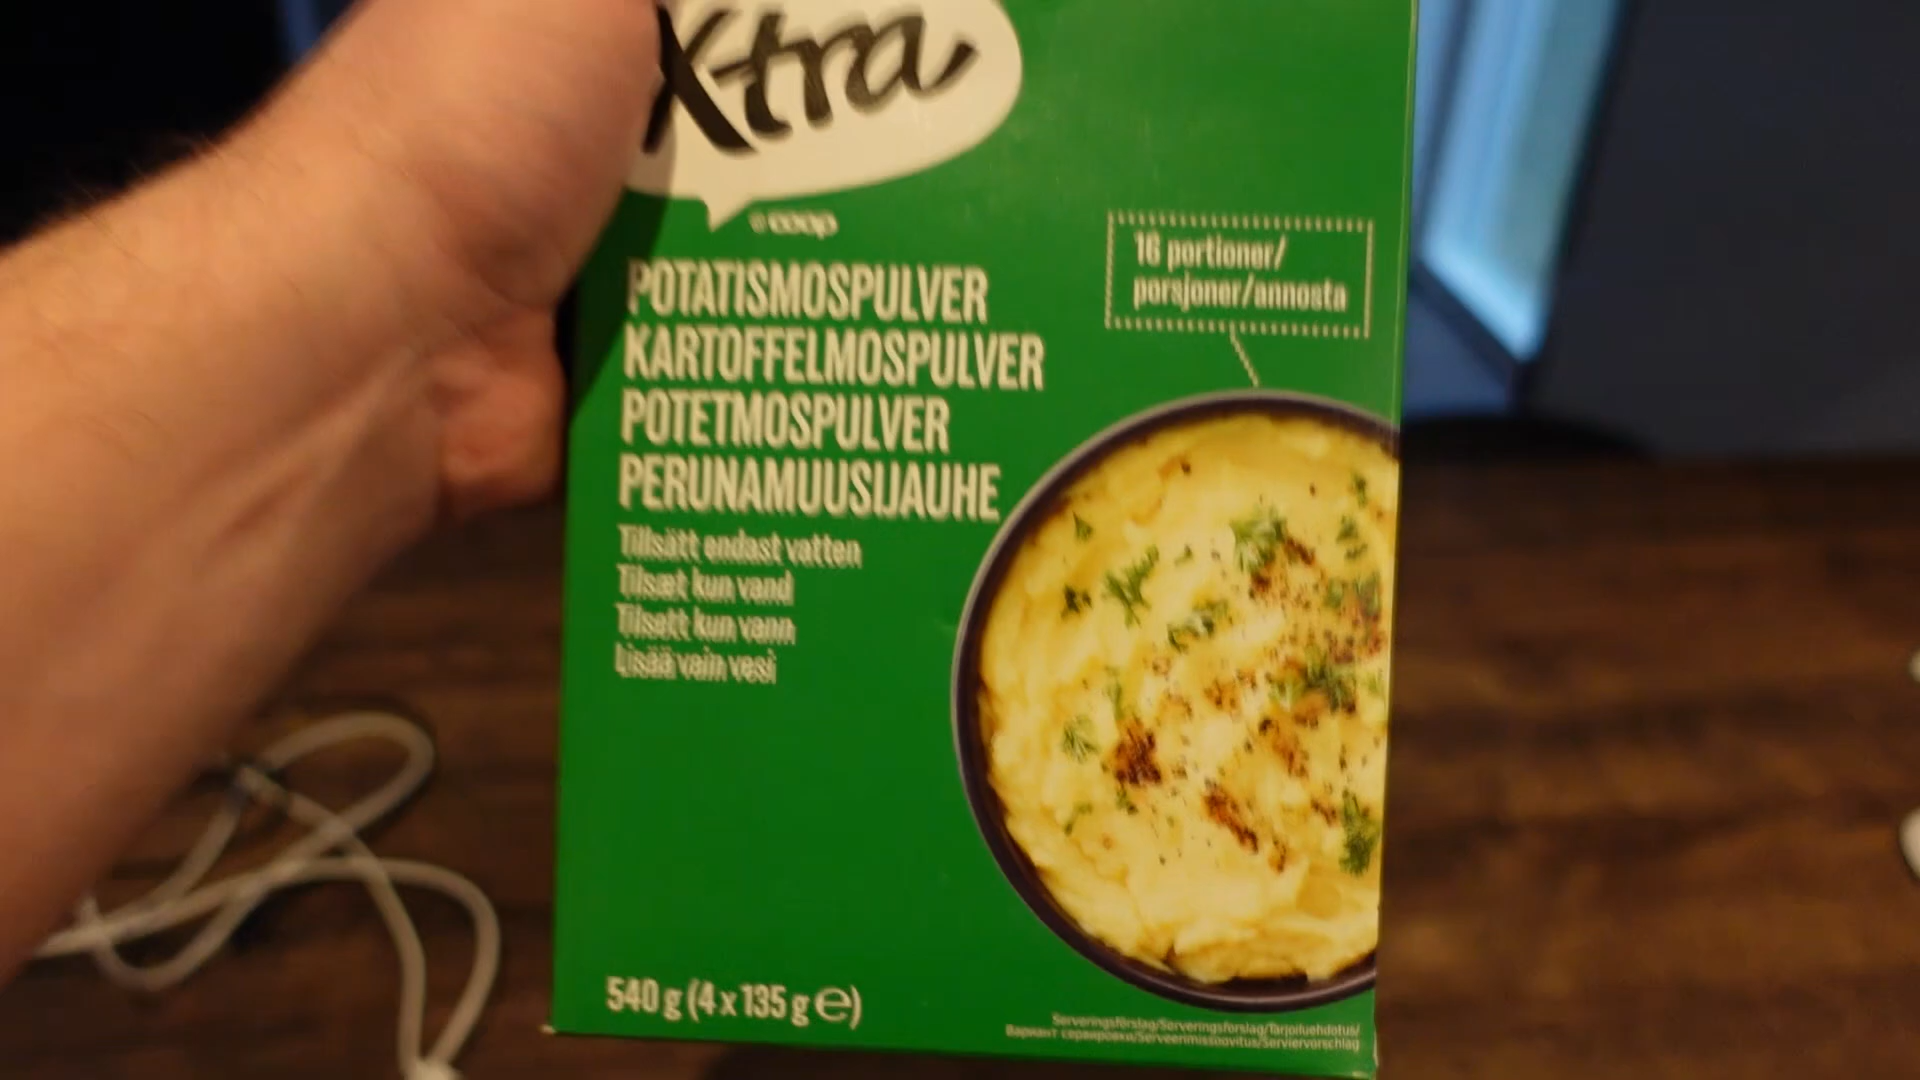 X-tra
coop
16 portioner/
porsjoner/annosta
POTATISMOSPULVER
KARTOFFELMOSPULVER
POTETMOSPULVER
PERUNAMUUSIJAUHE
Tillsätt endast vatten
Tilsæt kun vand
Tilsett kun vann
Lisää vain vesi
540 g (4 x 135 g ℮)
Serveringsförslag/Serveringsforslag/Tarjoiluehdotus/
Вариант сервировки/Serveerimissoovitus/Serviervorschlag